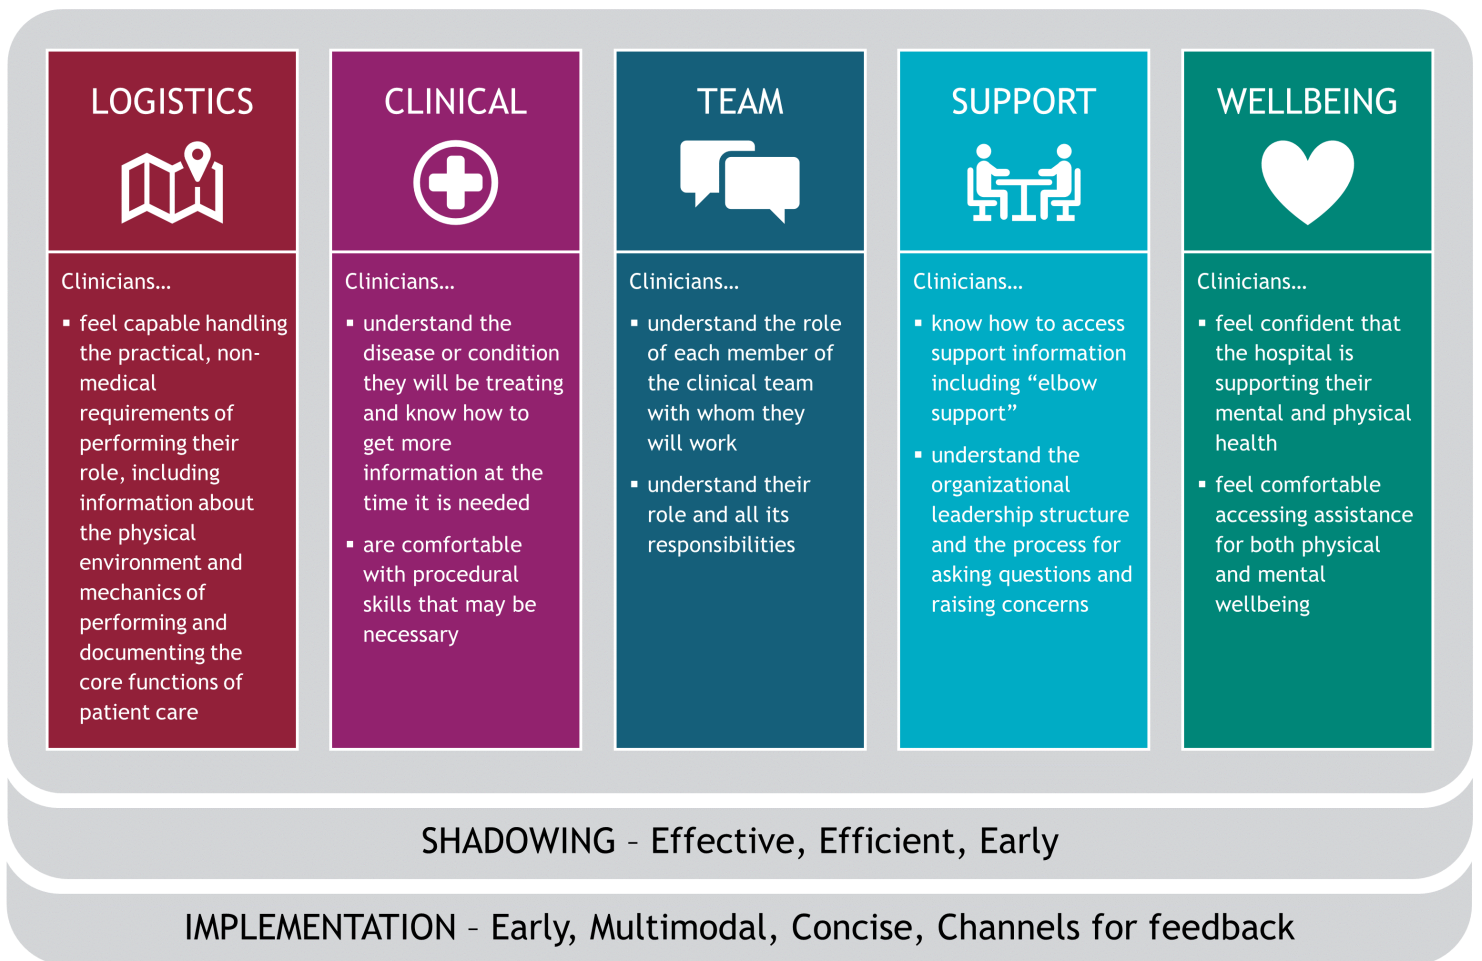 LOGISTICS
Clinicians…
▪ feel capable handling
the practical, non-
medical
requirements of
performing their
role, including
information about
the physical
environment and
mechanics of
performing and
documenting the
core functions of
patient care
CLINICAL
Clinicians…
▪ understand the
disease or condition
they will be treating
and know how to
get more
information at the
time it is needed
▪ are comfortable
with procedural
skills that may be
necessary
TEAM
Clinicians…
▪ understand the role
of each member of
the clinical team
with whom they
will work
▪ understand their
role and all its
responsibilities
SUPPORT
Clinicians…
▪ know how to access
support information
including “elbow
support”
▪ understand the
organizational
leadership structure
and the process for
asking questions and
raising concerns
WELLBEING
Clinicians…
▪ feel confident that
the hospital is
supporting their
mental and physical
health
▪ feel comfortable
accessing assistance
for both physical
and mental
wellbeing
SHADOWING – Effective, Efficient, Early
IMPLEMENTATION – Early, Multimodal, Concise, Channels for feedback